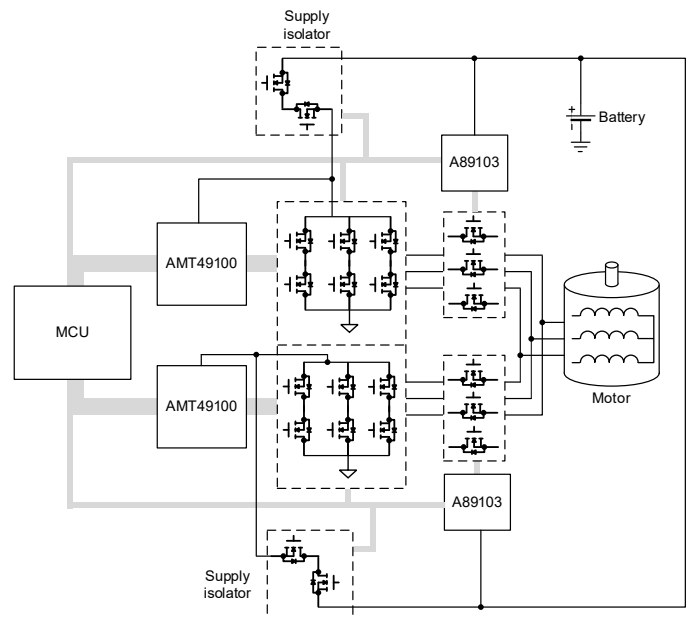 Supply
isolator
+
-
Battery
A89103
AMT49100
MCU
AMT49100
Motor
A89103
Supply
isolator